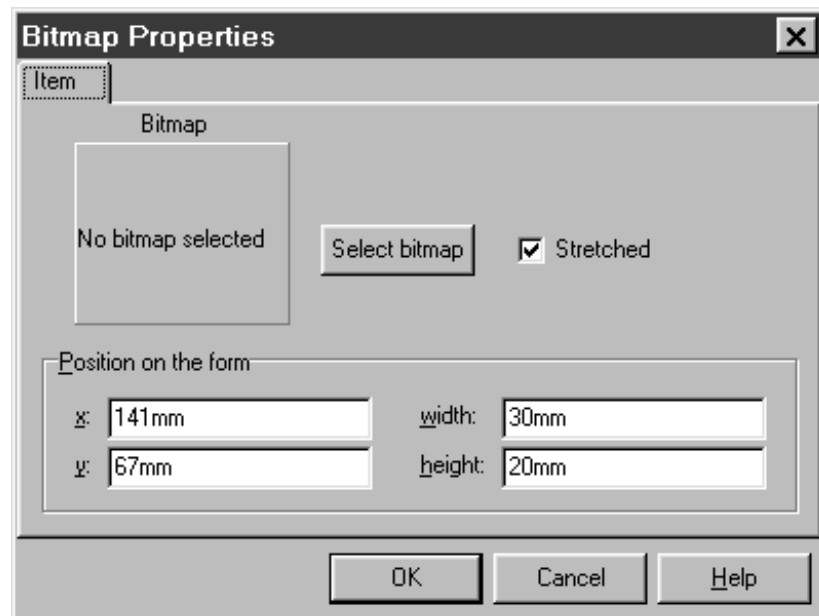 Bitmap Properties
Item
Bitmap
No bitmap selected
Select bitmap
Stretched
Position on the form
x: 141mm width: 30mm
y: 67mm height: 20mm
OK Cancel Help